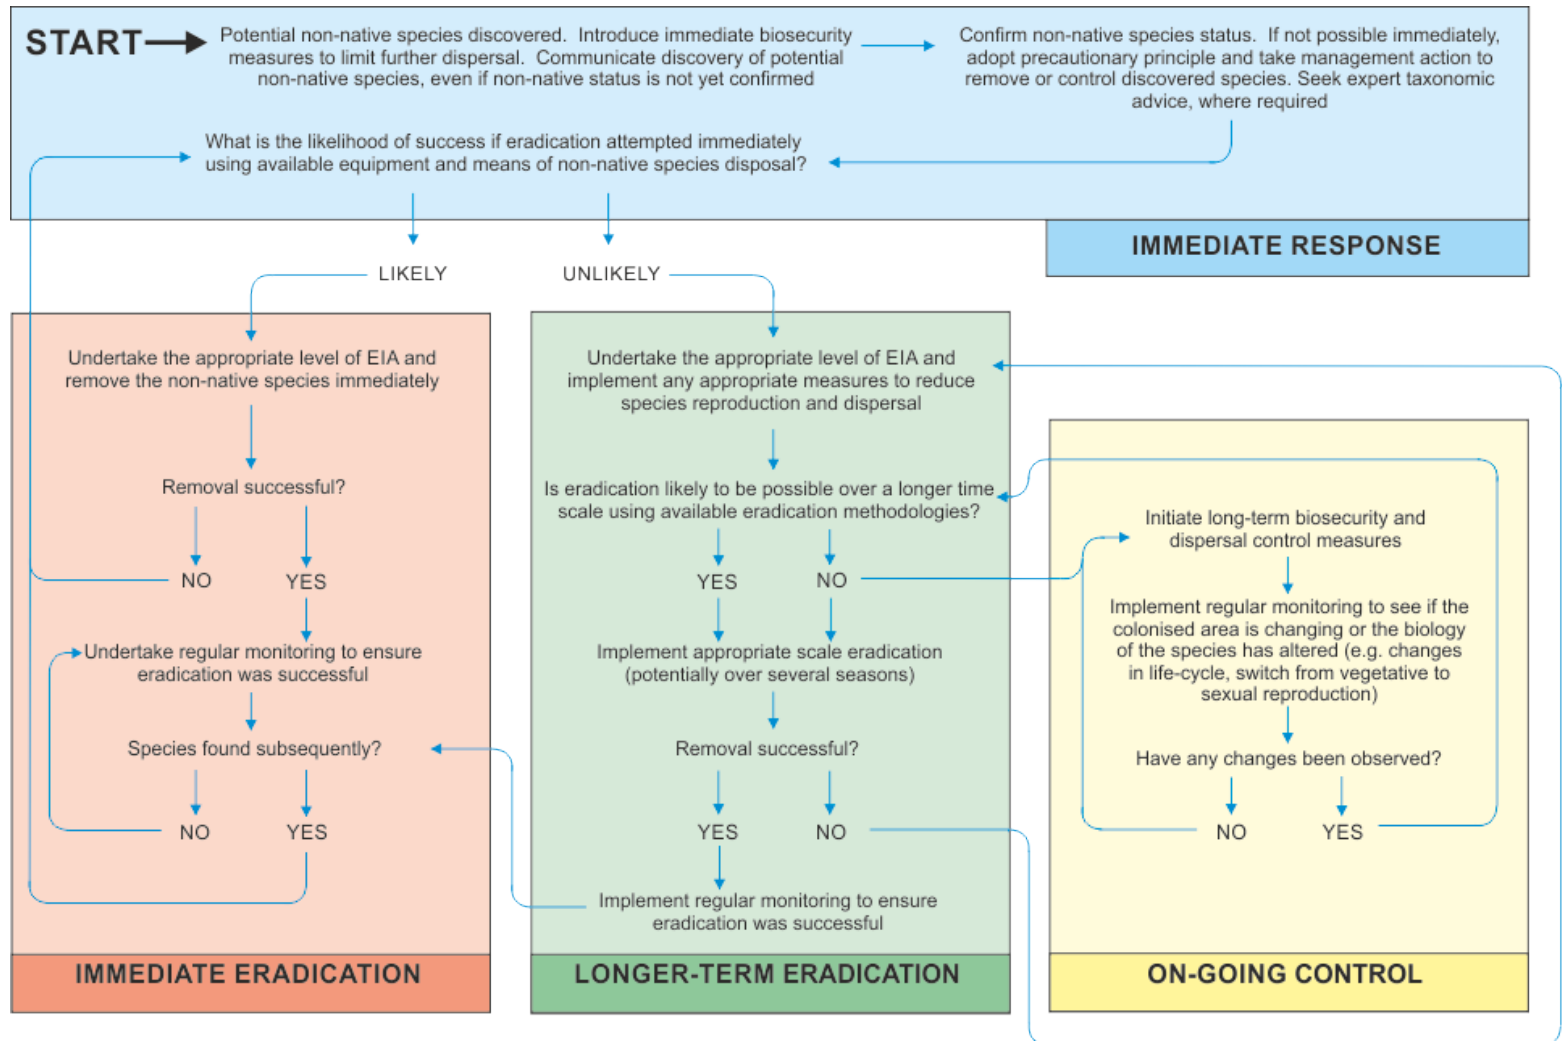 START
Potential non-native species discovered. Introduce immediate biosecurity
measures to limit further dispersal. Communicate discovery of potential
non-native species, even if non-native status is not yet confirmed
Confirm non-native species status. If not possible immediately,
adopt precautionary principle and take management action to
remove or control discovered species. Seek expert taxonomic
advice, where required
What is the likelihood of success if eradication attempted immediately
using available equipment and means of non-native species disposal?
IMMEDIATE RESPONSE
LIKELY
UNLIKELY
Undertake the appropriate level of EIA and
remove the non-native species immediately
Removal successful?
NO
YES
Undertake regular monitoring to ensure
eradication was successful
Species found subsequently?
NO
YES
IMMEDIATE ERADICATION
Undertake the appropriate level of EIA and
implement any appropriate measures to reduce
species reproduction and dispersal
Is eradication likely to be possible over a longer time
scale using available eradication methodologies?
YES
NO
Implement appropriate scale eradication
(potentially over several seasons)
Removal successful?
YES
NO
Implement regular monitoring to ensure
eradication was successful
LONGER-TERM ERADICATION
Initiate long-term biosecurity and
dispersal control measures
Implement regular monitoring to see if the
colonised area is changing or the biology
of the species has altered (e.g. changes
in life-cycle, switch from vegetative to
sexual reproduction)
Have any changes been observed?
NO
YES
ON-GOING CONTROL